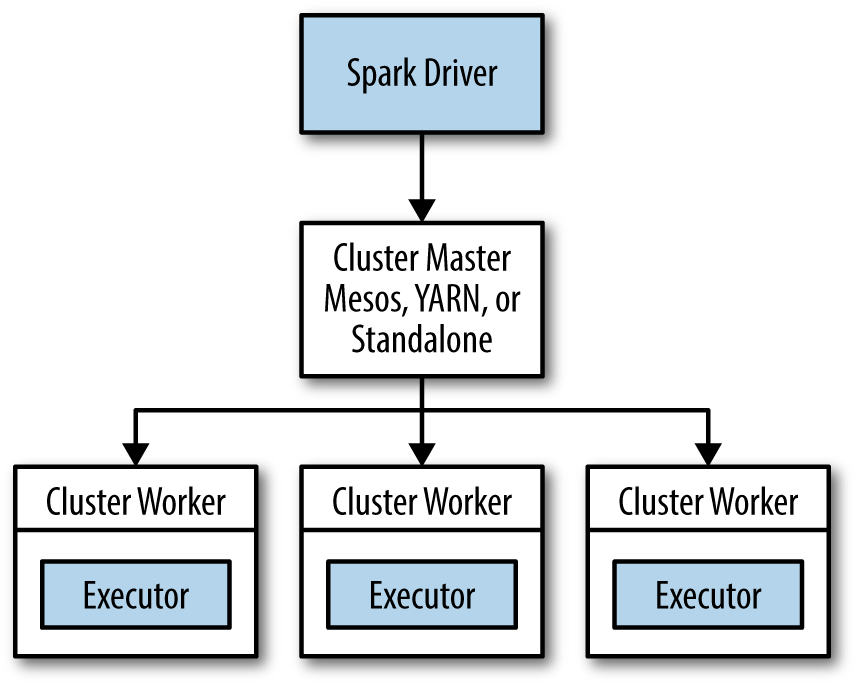 Spark Driver
Cluster Master
Mesos, YARN, or
Standalone
Cluster Worker
Cluster Worker
Cluster Worker
Executor
Executor
Executor